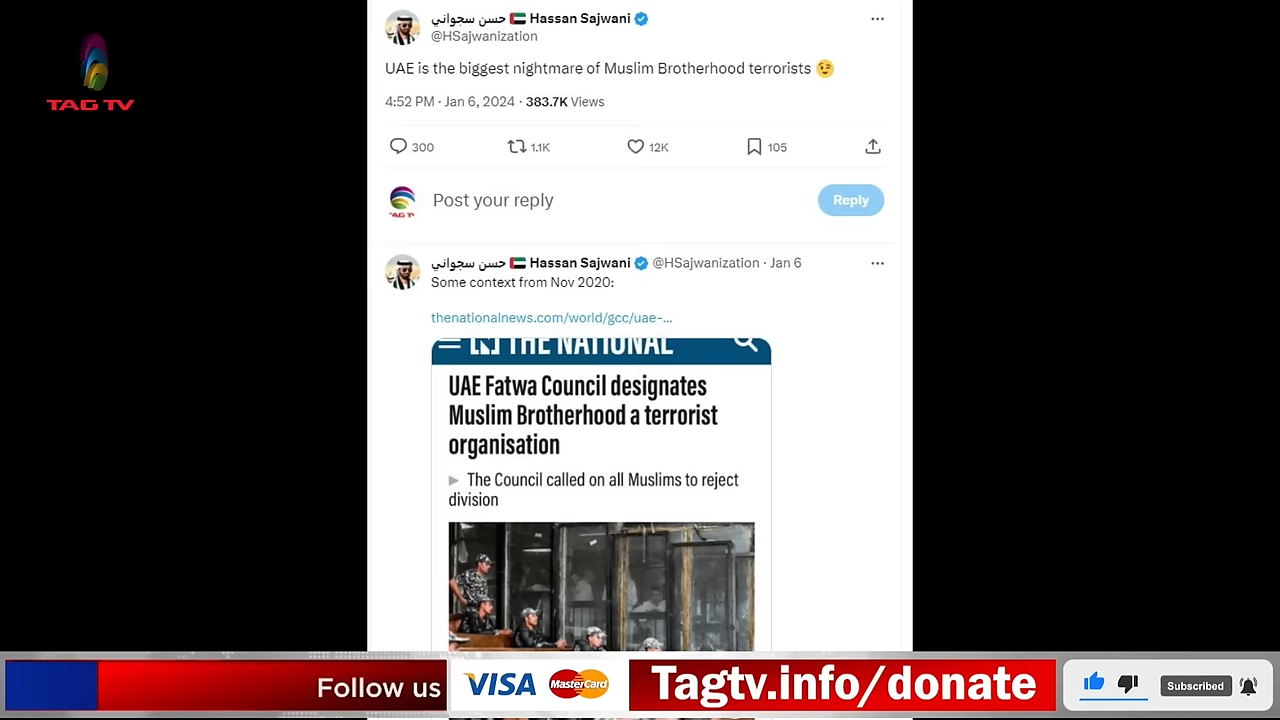 حسن سجواني 🇦🇪 Hassan Sajwani
@HSajwanization
UAE is the biggest nightmare of Muslim Brotherhood terrorists 😉
4:52 PM · Jan 6, 2024 · 383.7K Views
300 1.1K 12K 105
TAG TV
Post your reply
Reply
TAG TV
حسن سجواني 🇦🇪 Hassan Sajwani @HSajwanization · Jan 6
Some context from Nov 2020:
thenationalnews.com/world/gcc/uae-...
THE NATIONAL
UAE Fatwa Council designates
Muslim Brotherhood a terrorist
organisation
The Council called on all Muslims to reject
division
Follow us
VISA
MasterCard
Tagtv.info/donate
Subscribed